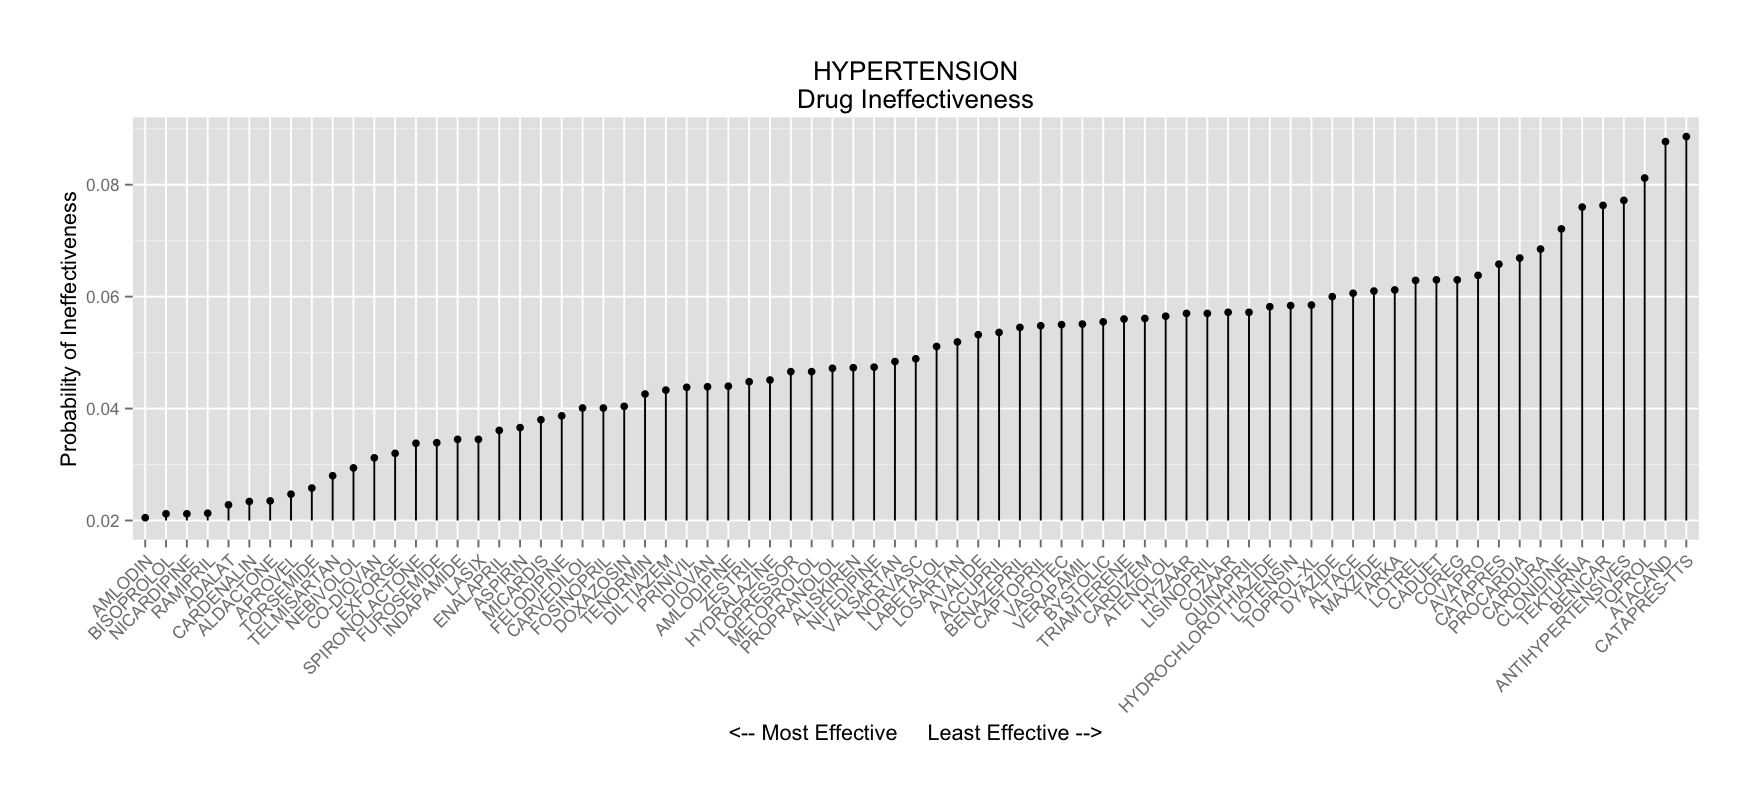 HYPERTENSION
Drug Ineffectiveness
Probability of Ineffectiveness
0.08
0.06
0.04
0.02
AMLODIN
BISOPROLOL
NICARDIPINE
RAMIPRIL
ADALAT
CARDENALIN
ALDACTONE
APROVEL
TORSEMIDE
TELMISARTAN
NEBIVOLOL
CO-DIOVAN
EXFORGE
SPIRONOLACTONE
FUROSEMIDE
INDAPAMIDE
LASIX
ENALAPRIL
ASPIRIN
MICARDIS
FELODIPINE
CARVEDILOL
FOSINOPRIL
DOXAZOSIN
TENORMIN
DILTIAZEM
PRINIVIL
DIOVAN
AMLODIPINE
ZESTRIL
HYDRALAZINE
LOPRESSOR
METOPROLOL
PROPRANOLOL
ALISKIREN
NIFEDIPINE
VALSARTAN
NORVASC
LABETALOL
LOSARTAN
AVALIDE
ACCUPRIL
BENAZEPRIL
CAPTOPRIL
VASOTEC
VERAPAMIL
BYSTOLIC
TRIAMTERENE
CARDIZEM
ATENOLOL
HYZAAR
LISINOPRIL
COZAAR
QUINAPRIL
HYDROCHLOROTHIAZIDE
LOTENSIN
TOPROL-XL
DYAZIDE
ALTACE
MAXZIDE
TARKA
LOTREL
CADUET
COREG
AVAPRO
CATAPRES
PROCARDIA
CARDURA
CLONIDINE
TEKTURNA
BENICAR
ANTIHYPERTENSIVES
TOPROL
ATACAND
CATAPRES-TTS
<-- Most Effective Least Effective -->